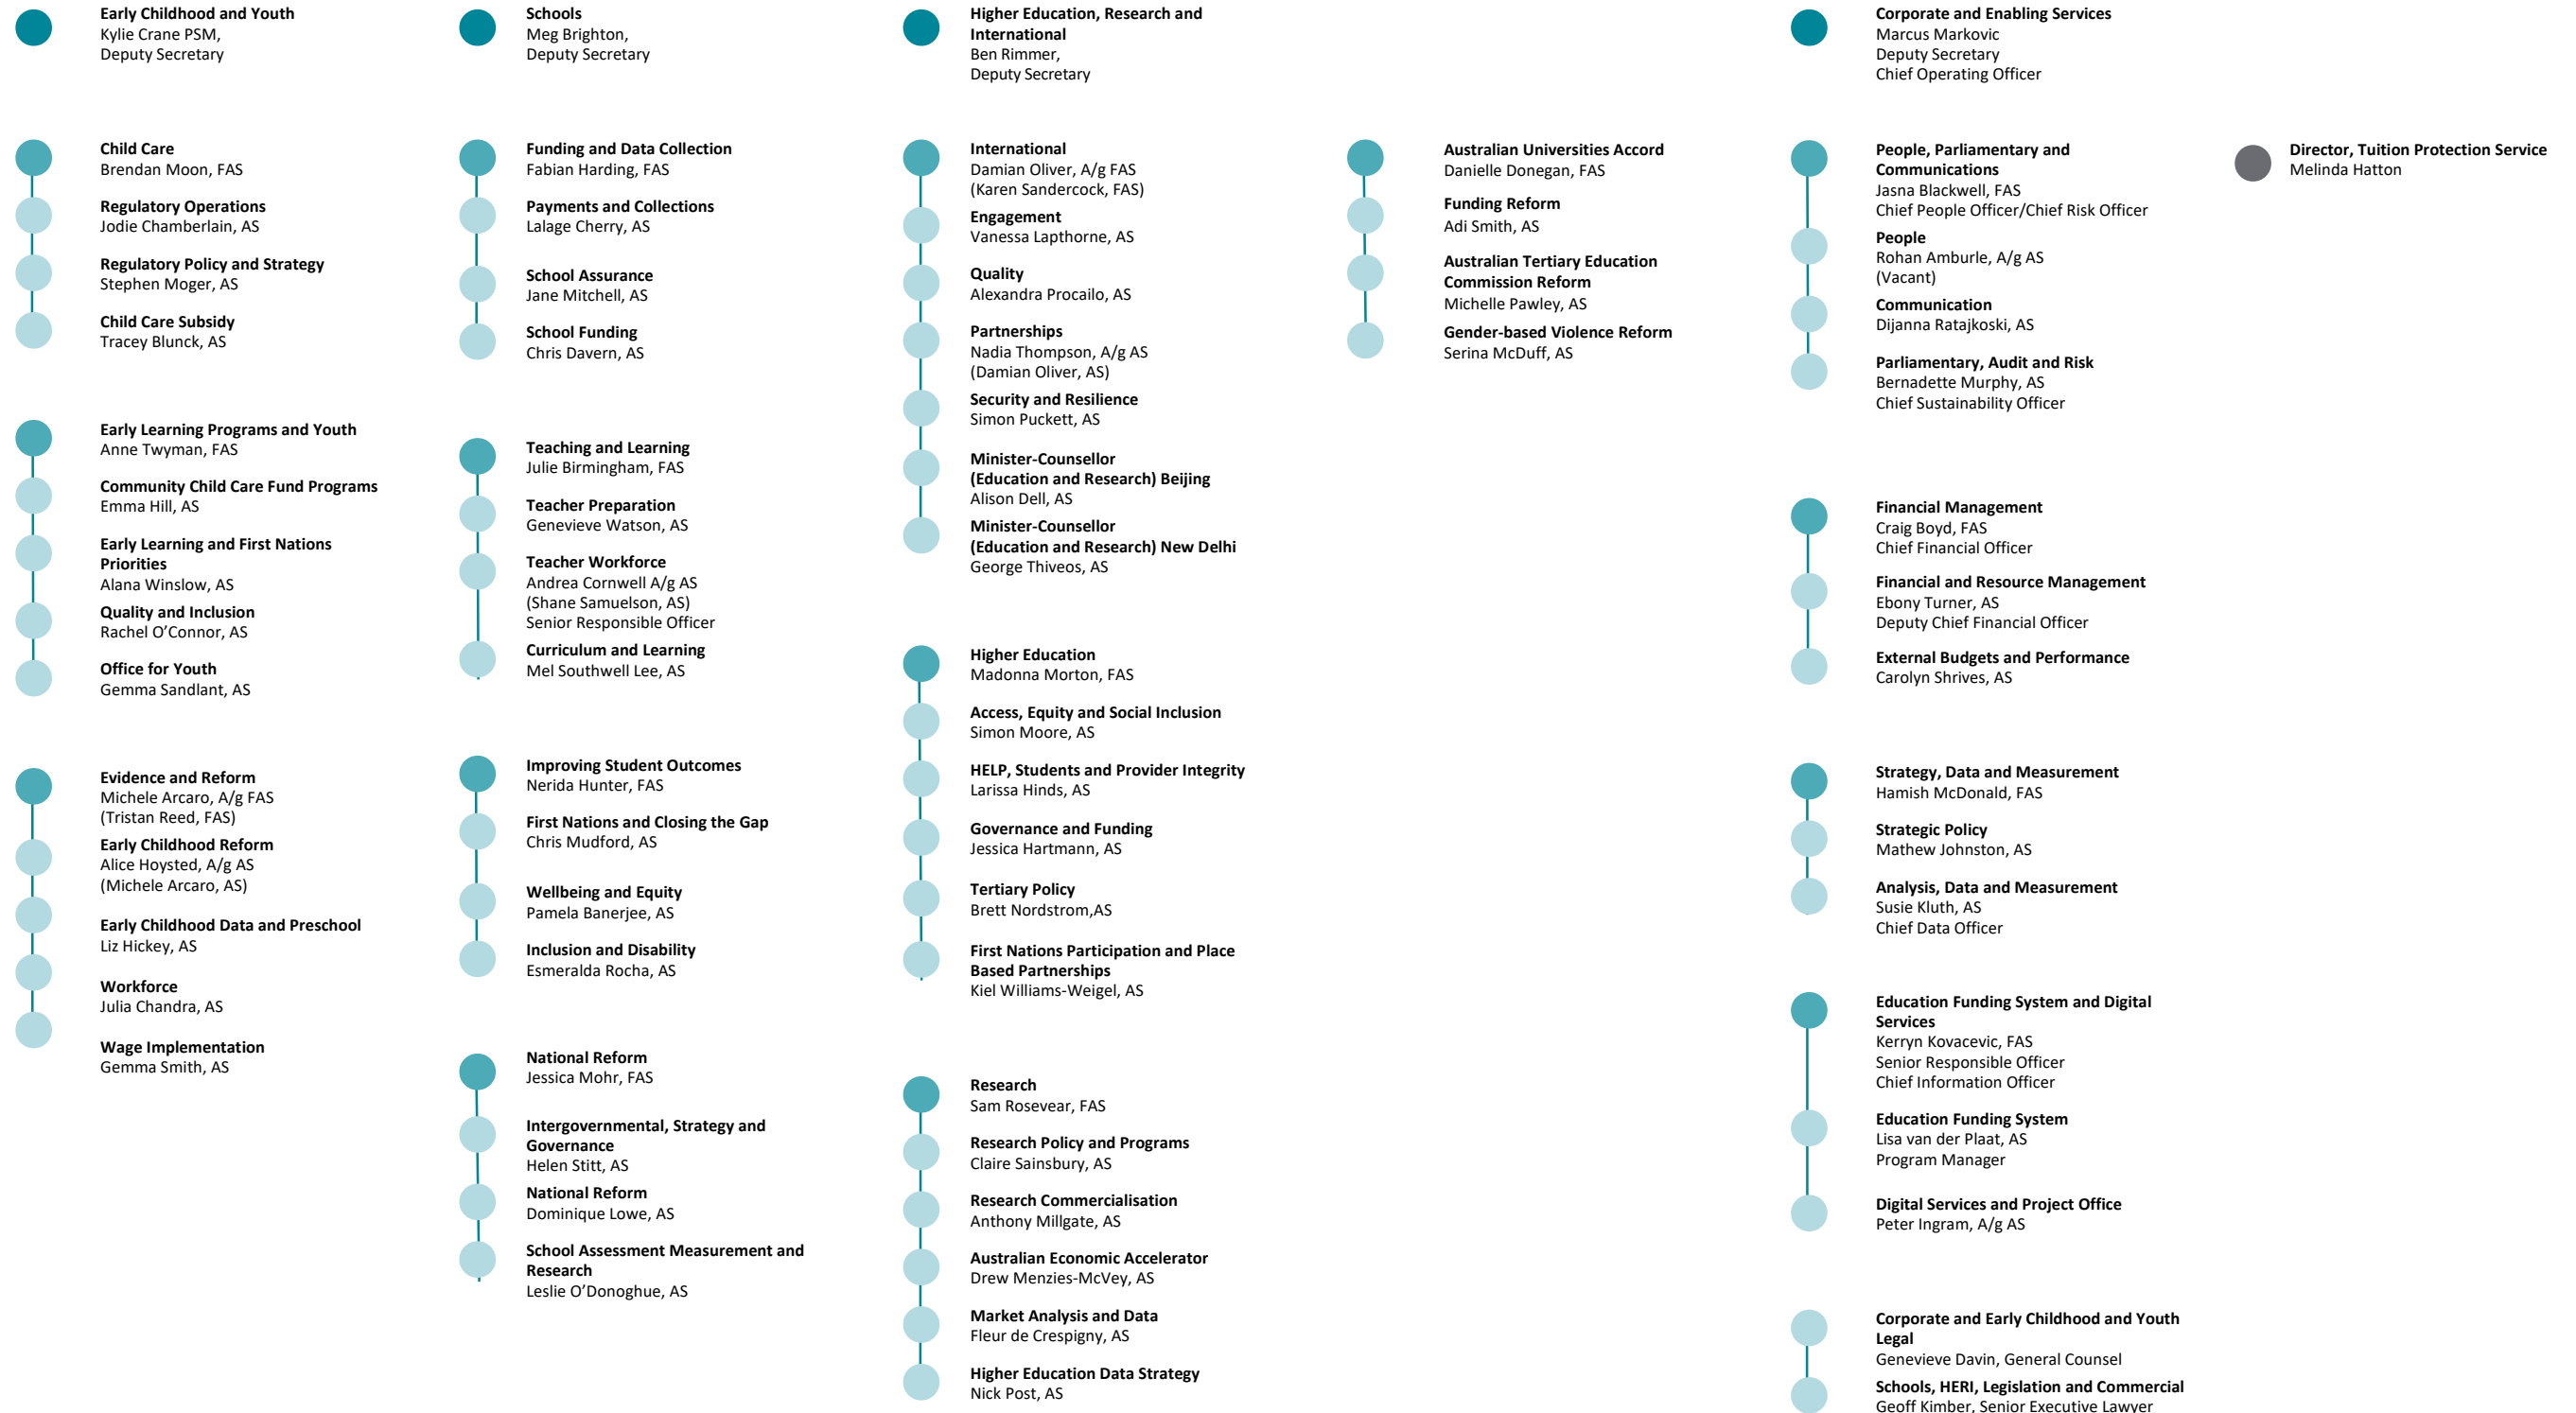 Early Childhood and Youth
Kylie Crane PSM,
Deputy Secretary
Child Care
Brendan Moon, FAS
Regulatory Operations
Jodie Chamberlain, AS
Regulatory Policy and Strategy
Stephen Moger, AS
Child Care Subsidy
Tracey Blunck, AS
Early Learning Programs and Youth
Anne Twyman, FAS
Community Child Care Fund Programs
Emma Hill, AS
Early Learning and First Nations
Priorities
Alana Winslow, AS
Quality and Inclusion
Rachel O’Connor, AS
Office for Youth
Gemma Sandlant, AS
Evidence and Reform
Michele Arcaro, A/g FAS
(Tristan Reed, FAS)
Early Childhood Reform
Alice Hoysted, A/g AS
(Michele Arcaro, AS)
Early Childhood Data and Preschool
Liz Hickey, AS
Workforce
Julia Chandra, AS
Wage Implementation
Gemma Smith, AS
Schools
Meg Brighton,
Deputy Secretary
Funding and Data Collection
Fabian Harding, FAS
Payments and Collections
Lalage Cherry, AS
School Assurance
Jane Mitchell, AS
School Funding
Chris Davern, AS
Teaching and Learning
Julie Birmingham, FAS
Teacher Preparation
Genevieve Watson, AS
Teacher Workforce
Andrea Cornwell A/g AS
(Shane Samuelson, AS)
Senior Responsible Officer
Curriculum and Learning
Mel Southwell Lee, AS
Improving Student Outcomes
Nerida Hunter, FAS
First Nations and Closing the Gap
Chris Mudford, AS
Wellbeing and Equity
Pamela Banerjee, AS
Inclusion and Disability
Esmeralda Rocha, AS
National Reform
Jessica Mohr, FAS
Intergovernmental, Strategy and
Governance
Helen Stitt, AS
National Reform
Dominique Lowe, AS
School Assessment Measurement and
Research
Leslie O’Donoghue, AS
Higher Education, Research and
International
Ben Rimmer,
Deputy Secretary
International
Damian Oliver, A/g FAS
(Karen Sandercock, FAS)
Engagement
Vanessa Lapthorne, AS
Quality
Alexandra Procailo, AS
Partnerships
Nadia Thompson, A/g AS
(Damian Oliver, AS)
Security and Resilience
Simon Puckett, AS
Minister-Counsellor
(Education and Research) Beijing
Alison Dell, AS
Minister-Counsellor
(Education and Research) New Delhi
George Thiveos, AS
Higher Education
Madonna Morton, FAS
Access, Equity and Social Inclusion
Simon Moore, AS
HELP, Students and Provider Integrity
Larissa Hinds, AS
Governance and Funding
Jessica Hartmann, AS
Tertiary Policy
Brett Nordstrom,AS
First Nations Participation and Place
Based Partnerships
Kiel Williams-Weigel, AS
Research
Sam Rosevear, FAS
Research Policy and Programs
Claire Sainsbury, AS
Research Commercialisation
Anthony Millgate, AS
Australian Economic Accelerator
Drew Menzies-McVey, AS
Market Analysis and Data
Fleur de Crespigny, AS
Higher Education Data Strategy
Nick Post, AS
Australian Universities Accord
Danielle Donegan, FAS
Funding Reform
Adi Smith, AS
Australian Tertiary Education
Commission Reform
Michelle Pawley, AS
Gender-based Violence Reform
Serina McDuff, AS
Corporate and Enabling Services
Marcus Markovic
Deputy Secretary
Chief Operating Officer
People, Parliamentary and
Communications
Jasna Blackwell, FAS
Chief People Officer/Chief Risk Officer
People
Rohan Amburle, A/g AS
(Vacant)
Communication
Dijanna Ratajkoski, AS
Parliamentary, Audit and Risk
Bernadette Murphy, AS
Chief Sustainability Officer
Financial Management
Craig Boyd, FAS
Chief Financial Officer
Financial and Resource Management
Ebony Turner, AS
Deputy Chief Financial Officer
External Budgets and Performance
Carolyn Shrives, AS
Strategy, Data and Measurement
Hamish McDonald, FAS
Strategic Policy
Mathew Johnston, AS
Analysis, Data and Measurement
Susie Kluth, AS
Chief Data Officer
Education Funding System and Digital
Services
Kerryn Kovacevic, FAS
Senior Responsible Officer
Chief Information Officer
Education Funding System
Lisa van der Plaat, AS
Program Manager
Digital Services and Project Office
Peter Ingram, A/g AS
Corporate and Early Childhood and Youth
Legal
Genevieve Davin, General Counsel
Schools, HERI, Legislation and Commercial
Geoff Kimber, Senior Executive Lawyer
Director, Tuition Protection Service
Melinda Hatton